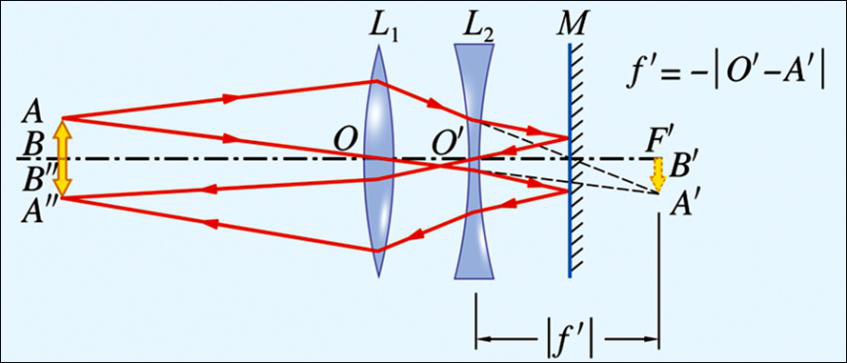 L₁ L₂ M
f′ = −|O′−A′|
A
B O O′ F′
B″ B′
A″ A′
|f′|